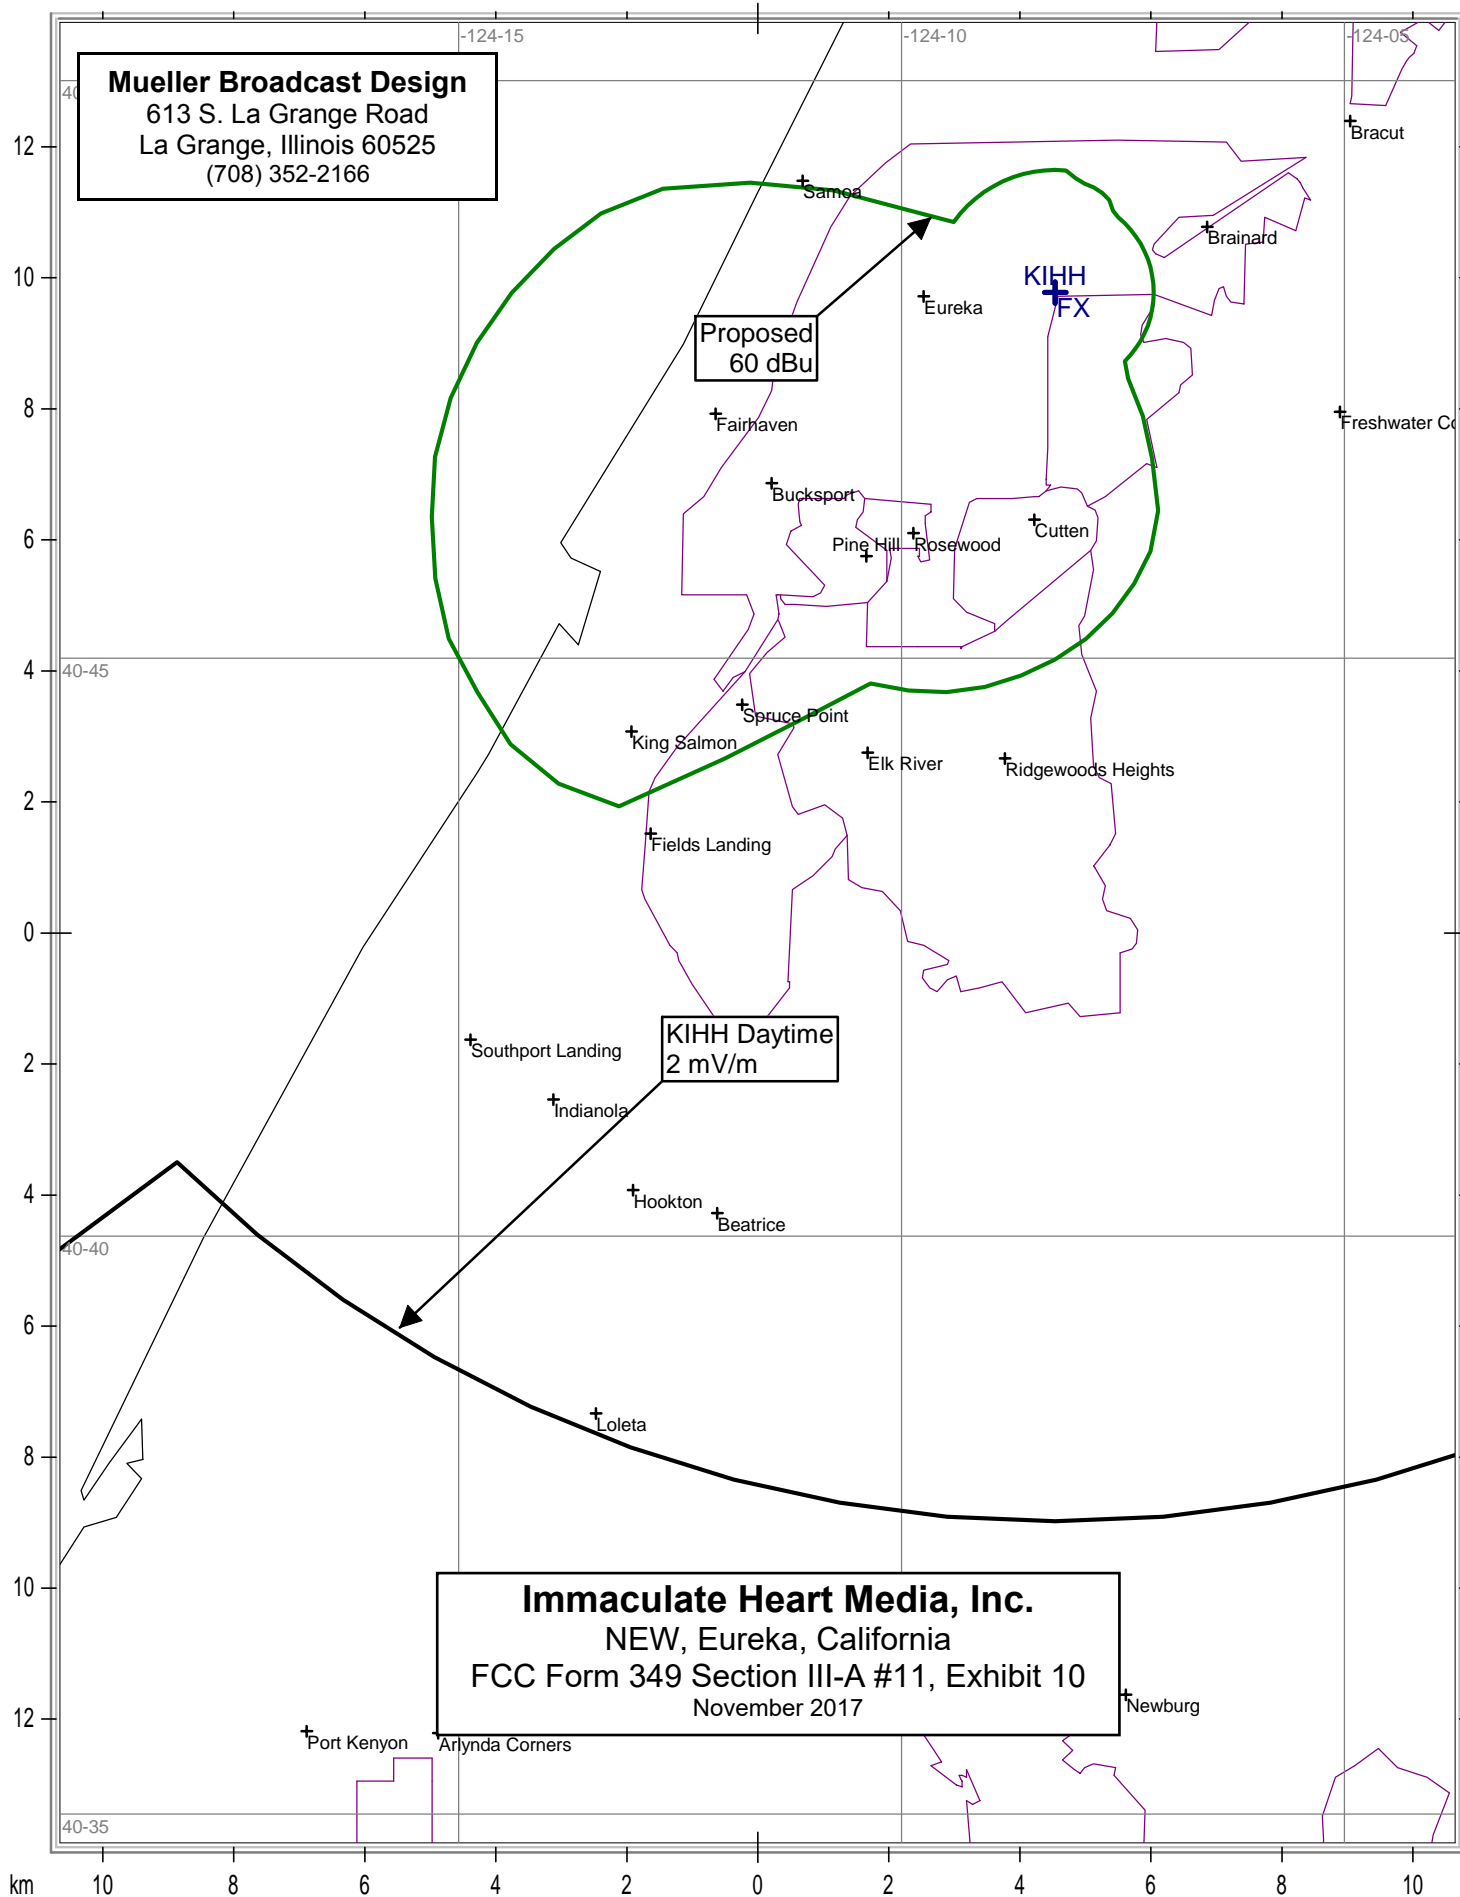 -124-15
-124-10
-124-05
Mueller Broadcast Design
613 S. La Grange Road
La Grange, Illinois 60525
(708) 352-2166
40
12
Bracut
Samoa
Brainard
10
KIHH
FX
Eureka
Proposed
60 dBu
8
Fairhaven
Freshwater Co
Bucksport
6
Cutten
Pine Hill
Rosewood
4
40-45
Spruce Point
King Salmon
Elk River
Ridgewoods Heights
2
Fields Landing
0
KIHH Daytime
2 mV/m
Southport Landing
2
Indianola
4
Hookton
Beatrice
40-40
6
Loleta
8
10
Immaculate Heart Media, Inc.
NEW, Eureka, California
FCC Form 349 Section III-A #11, Exhibit 10
November 2017
12
Newburg
Port Kenyon
Arlynda Corners
40-35
km 10 8 6 4 2 0 2 4 6 8 10